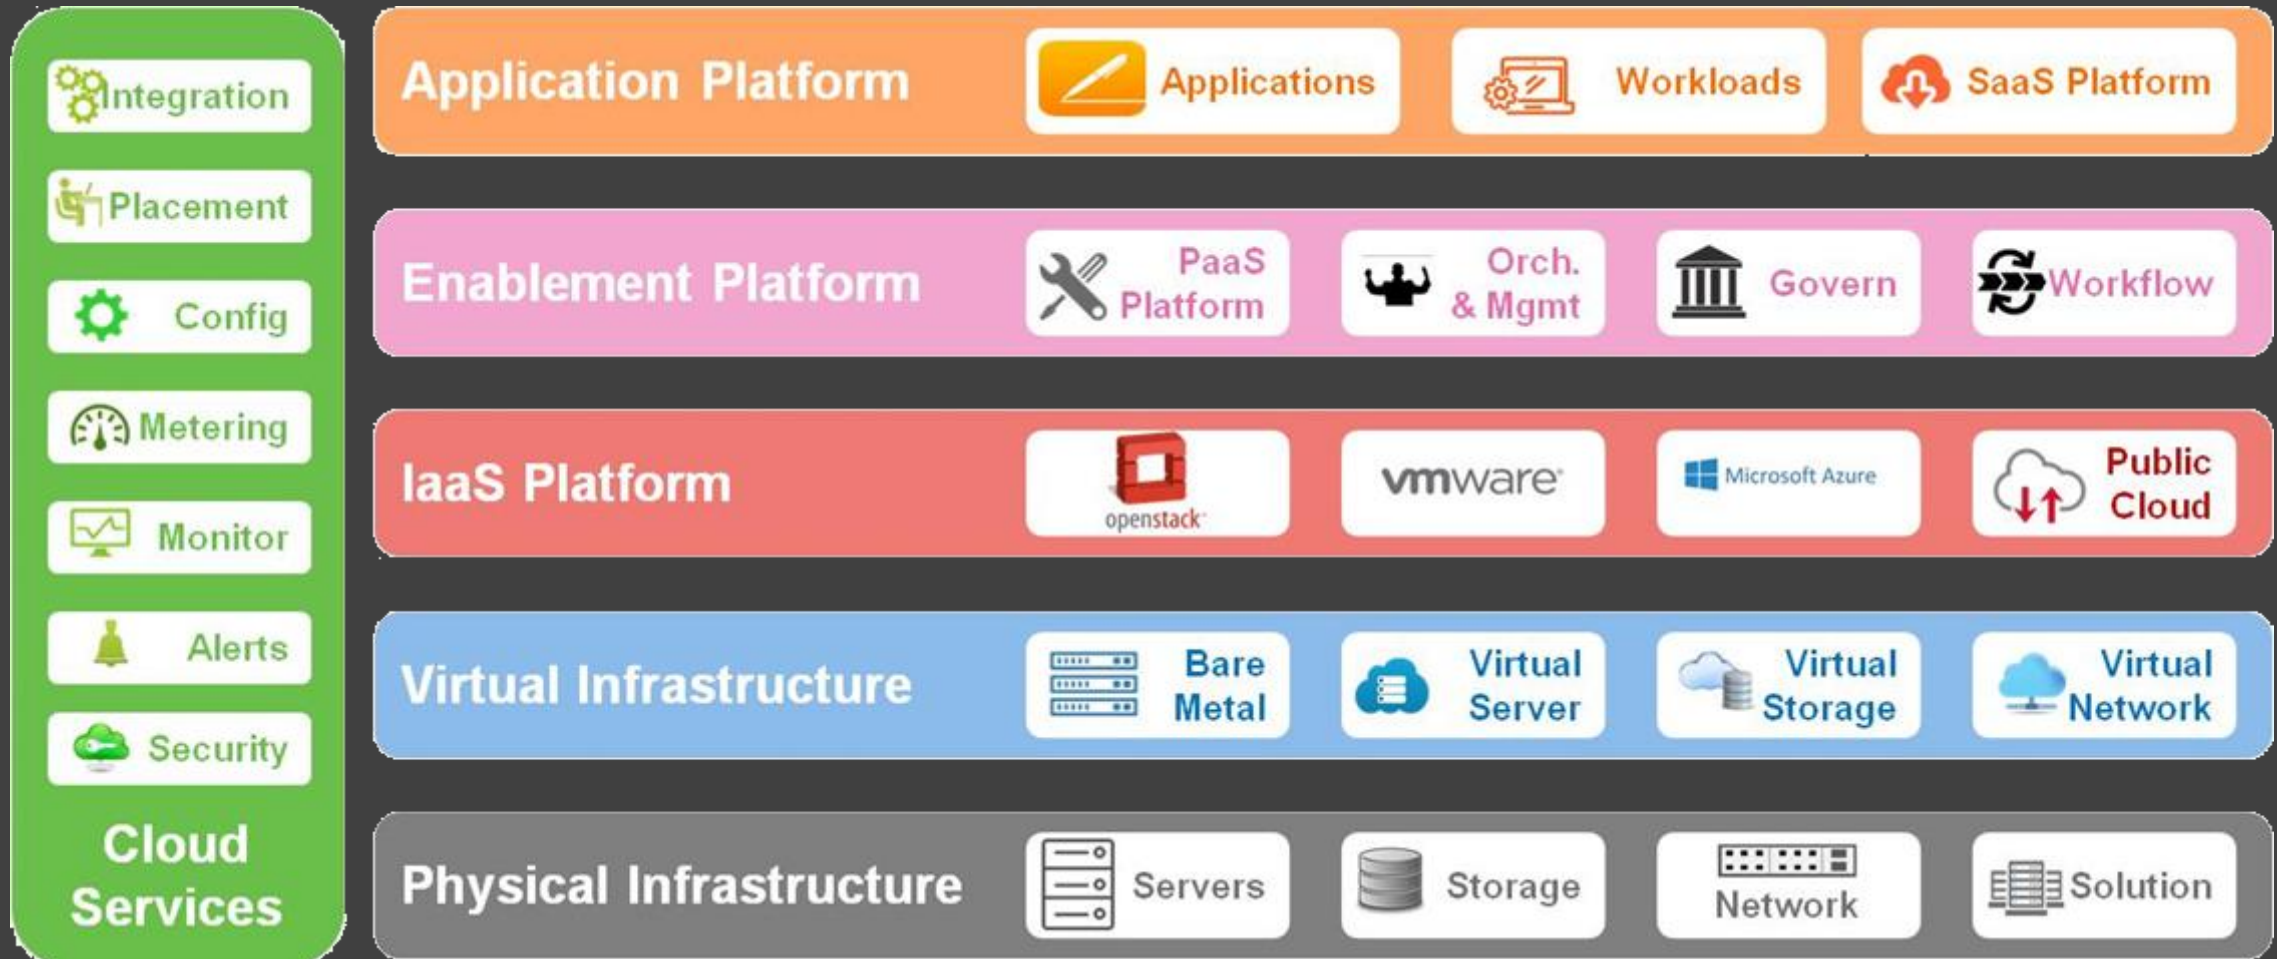 Integration
Placement
Config
Metering
Monitor
Alerts
Security
Cloud
Services
Application Platform
Applications
Workloads
SaaS Platform
Enablement Platform
PaaS
Platform
Orch.
& Mgmt
Govern
Workflow
IaaS Platform
openstack
vmware
Microsoft Azure
Public
Cloud
Virtual Infrastructure
Bare
Metal
Virtual
Server
Virtual
Storage
Virtual
Network
Physical Infrastructure
Servers
Storage
Network
Solution